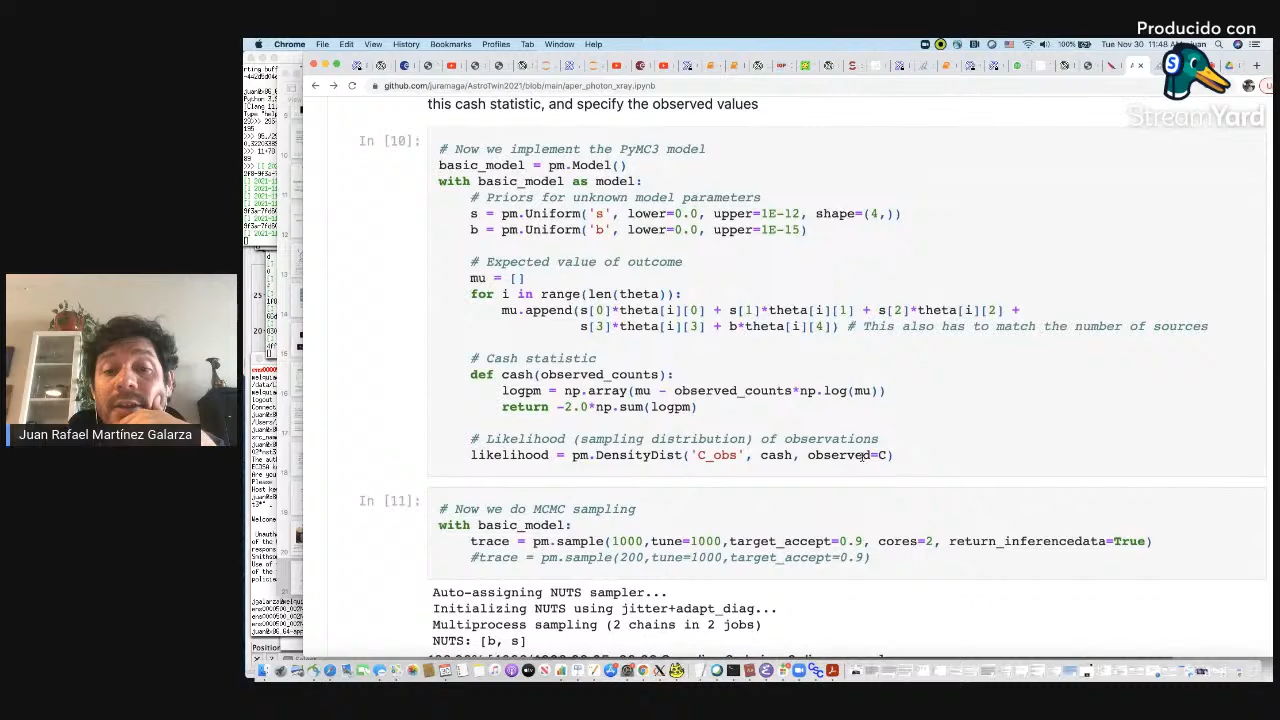 Producido con
StreamYard
Chrome File Edit View History Bookmarks Profiles Tab Window Help
100% Tue Nov 30 11:48
github.com/juramaga/AstroTwin2021/blob/main/aper_photon_xray.ipynb
this cash statistic, and specify the observed values
In [10]:
# Now we implement the PyMC3 model
basic_model = pm.Model()
with basic_model as model:
# Priors for unknown model parameters
s = pm.Uniform('s', lower=0.0, upper=1E-12, shape=(4,))
b = pm.Uniform('b', lower=0.0, upper=1E-15)
# Expected value of outcome
mu = []
for i in range(len(theta)):
mu.append(s[0]*theta[i][0] + s[1]*theta[i][1] + s[2]*theta[i][2] +
s[3]*theta[i][3] + b*theta[i][4]) # This also has to match the number of sources
# Cash statistic
def cash(observed_counts):
logpm = np.array(mu - observed_counts*np.log(mu))
return -2.0*np.sum(logpm)
# Likelihood (sampling distribution) of observations
likelihood = pm.DensityDist('C_obs', cash, observed=C)
In [11]:
# Now we do MCMC sampling
with basic_model:
trace = pm.sample(1000,tune=1000,target_accept=0.9, cores=2, return_inferencedata=True)
#trace = pm.sample(200,tune=1000,target_accept=0.9)
Auto-assigning NUTS sampler...
Initializing NUTS using jitter+adapt_diag...
Multiprocess sampling (2 chains in 2 jobs)
NUTS: [b, s]
Juan Rafael Martínez Galarza